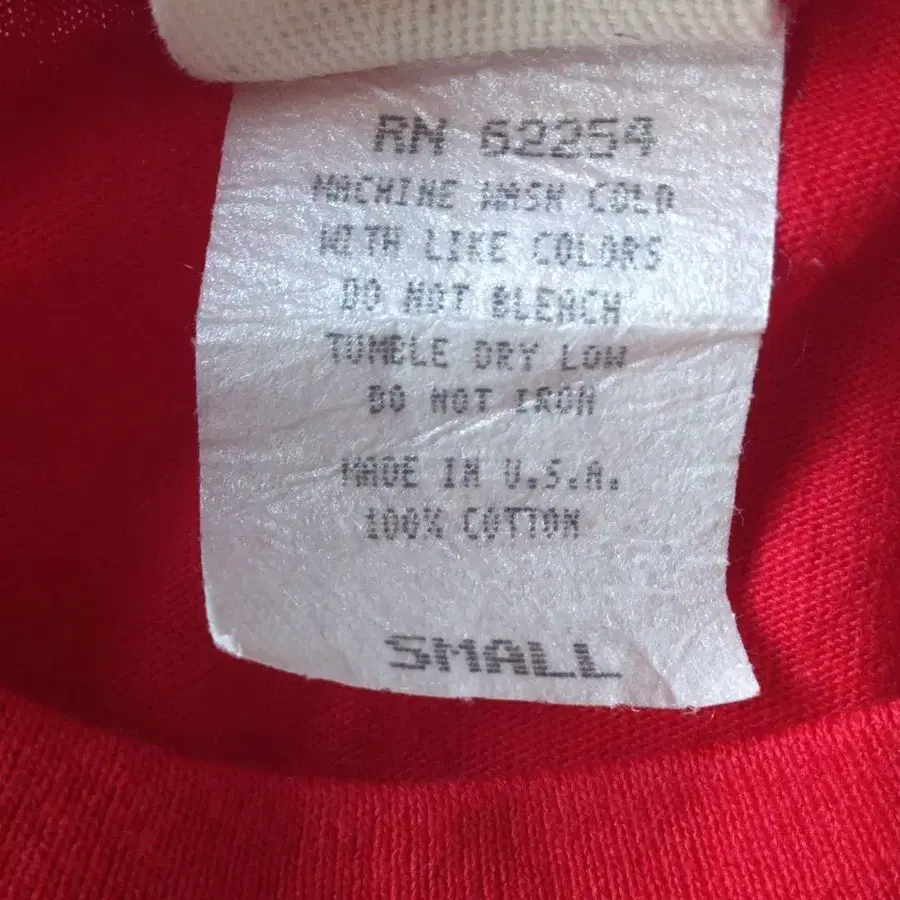 RN 62254
MACHINE WASH COLD
WITH LIKE COLORS
DO NOT BLEACH
TUMBLE DRY LOW
DO NOT IRON
MADE IN U.S.A.
100% COTTON
SMALL